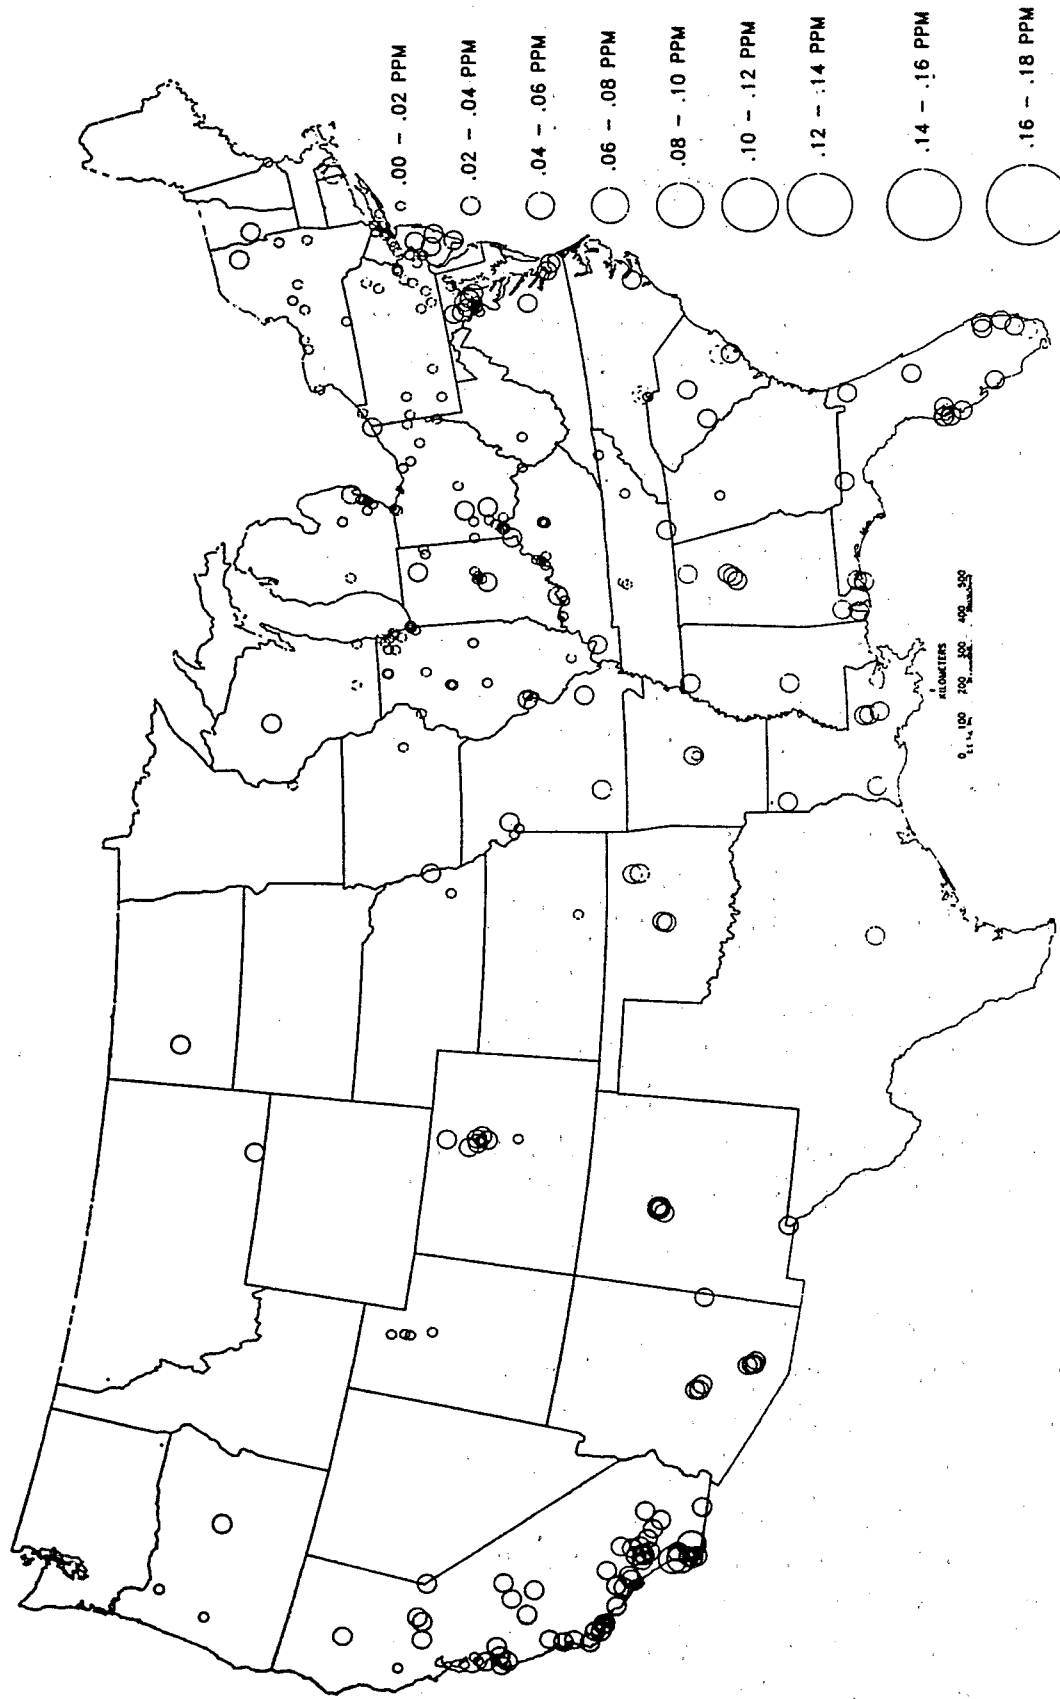 .00 - .02 PPM
.02 - .04 PPM
.04 - .06 PPM
.06 - .08 PPM
.08 - .10 PPM
.10 - .12 PPM
.12 - .14 PPM
.14 - .16 PPM
.16 - .18 PPM
KILOMETERS
0 100 200 300 400 500